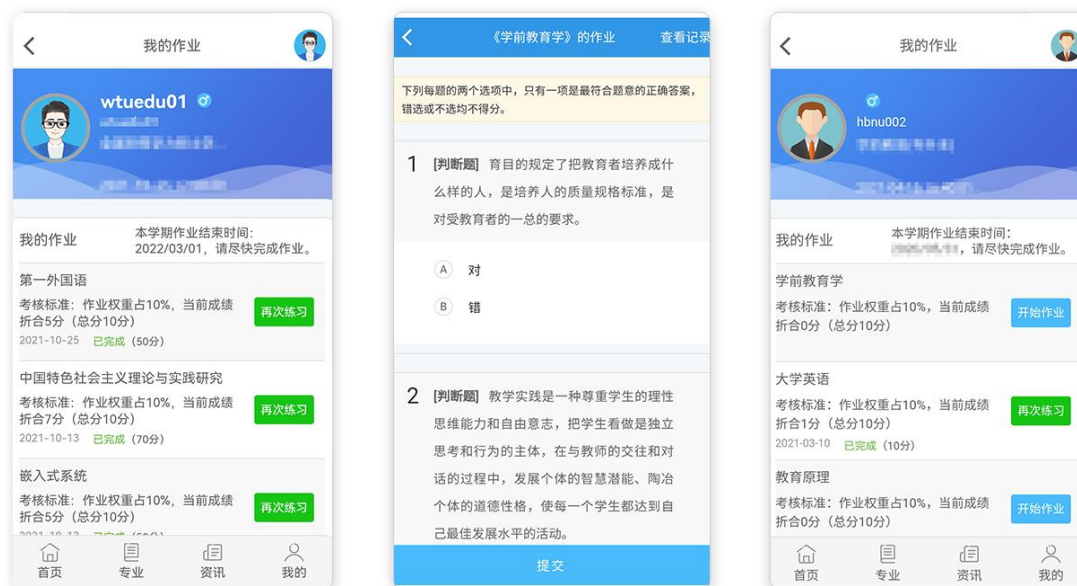 我的作业
wtuedu01
我的作业
本学期作业结束时间:
2022/03/01，请尽快完成作业。
第一外国语
考核标准：作业权重占10%，当前成绩
折合5分（总分10分）
再次练习
2021-10-25 已完成（50分）
中国特色社会主义理论与实践研究
考核标准：作业权重占10%，当前成绩
折合7分（总分10分）
再次练习
2021-10-13 已完成（70分）
嵌入式系统
考核标准：作业权重占10%，当前成绩
折合5分（总分10分）
再次练习
首页 专业 资讯 我的
《学前教育学》的作业 查看记录
下列每题的两个选项中，只有一项是最符合题意的正确答案，
错选或不选均不得分。
1 [判断题] 育目的规定了把教育者培养成什
么样的人，是培养人的质量规格标准，是
对受教育者的一总的要求。
A 对
B 错
2 [判断题] 教学实践是一种尊重学生的理性
思维能力和自由意志，把学生看做是独立
思考和行为的主体，在与教师的交往和对
话的过程中，发展个体的智慧潜能、陶冶
个体的道德性格，使每一个学生都达到自
己最佳发展水平的活动。
提交
我的作业
hbnu002
我的作业
本学期作业结束时间:
，请尽快完成作业。
学前教育学
考核标准：作业权重占10%，当前成绩
折合0分（总分10分）
开始作业
大学英语
考核标准：作业权重占10%，当前成绩
折合1分（总分10分）
再次练习
2021-03-10 已完成（10分）
教育原理
考核标准：作业权重占10%，当前成绩
折合0分（总分10分）
开始作业
首页 专业 资讯 我的